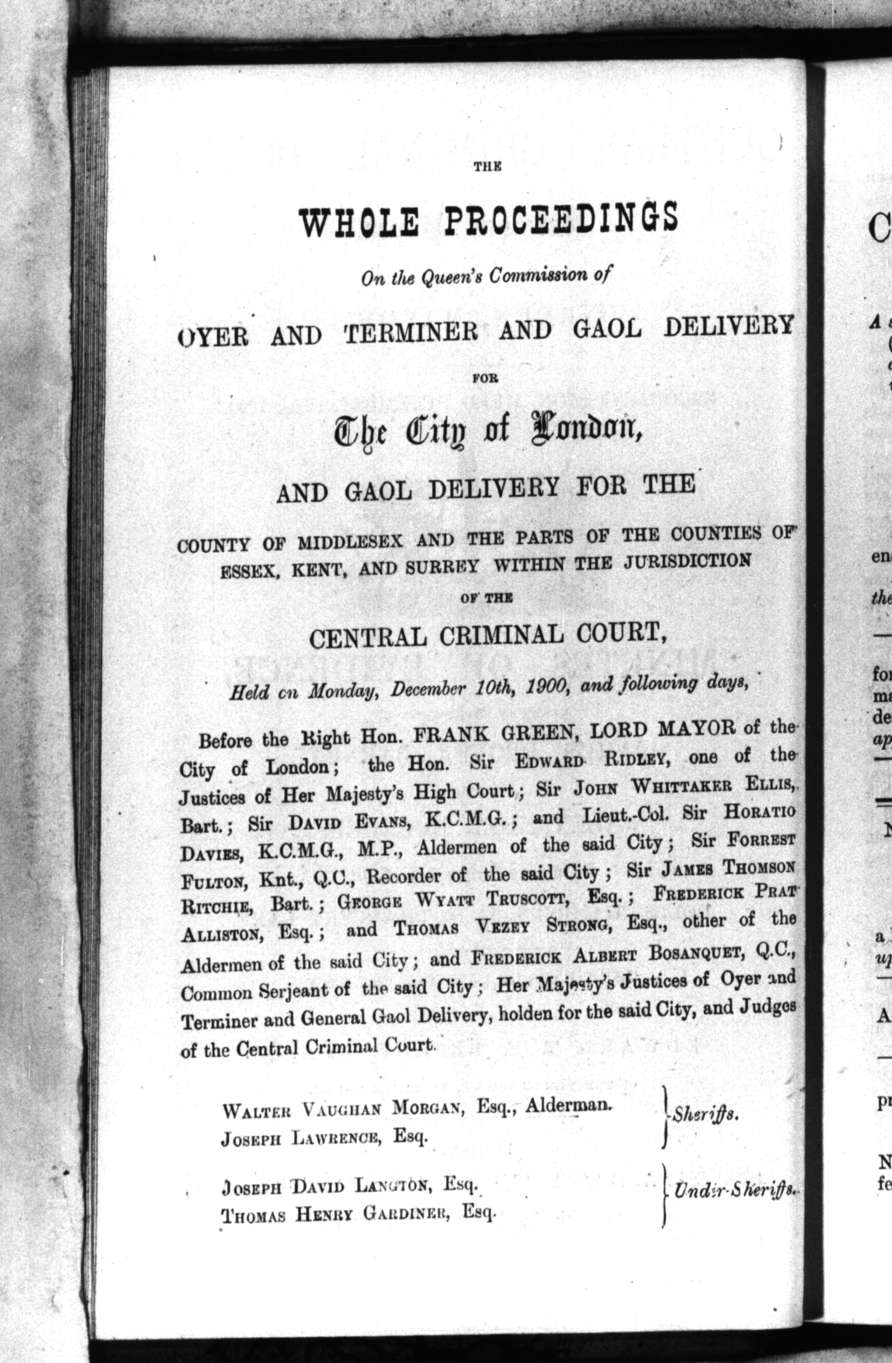 THE
WHOLE PROCEEDINGS
On the Queen's Commission of
OYER AND TERMINER AND GAOL DELIVERY
FOR
The City of London,
AND GAOL DELIVERY FOR THE
COUNTY OF MIDDLESEX AND THE PARTS OF THE COUNTIES OF
ESSEX, KENT, AND SURREY WITHIN THE JURISDICTION
OF THE
CENTRAL CRIMINAL COURT,
Held on Monday, December 10th, 1900, and following days,
Before the Right Hon. FRANK GREEN, LORD MAYOR of the
City of London; the Hon. Sir EDWARD RIDLEY, one of the
Justices of Her Majesty's High Court; Sir JOHN WHITTAKER ELLIS,
Bart.; Sir DAVID EVANS, K.C.M.G.; and Lieut.-Col. Sir HORATIO
DAVIES, K.C.M.G., M.P., Aldermen of the said City; Sir FORREST
FULTON, Knt., Q.C., Recorder of the said City; Sir JAMES THOMSON
RITCHIE, Bart.; GEORGE WYATT TRUSCOTT, Esq.; FREDERICK PRAT
ALLISTON, Esq.; and THOMAS VEZEY STRONG, Esq., other of the
Aldermen of the said City; and FREDERICK ALBERT BOSANQUET, Q.C.,
Common Serjeant of the said City; Her Majesty's Justices of Oyer and
Terminer and General Gaol Delivery, holden for the said City, and Judges
of the Central Criminal Court.
WALTER VAUGHAN MORGAN, Esq., Alderman.
JOSEPH LAWRENCE, Esq.
Sheriffs.
JOSEPH DAVID LANGTON, Esq.
THOMAS HENRY GARDINER, Esq.
Under-Sheriffs.